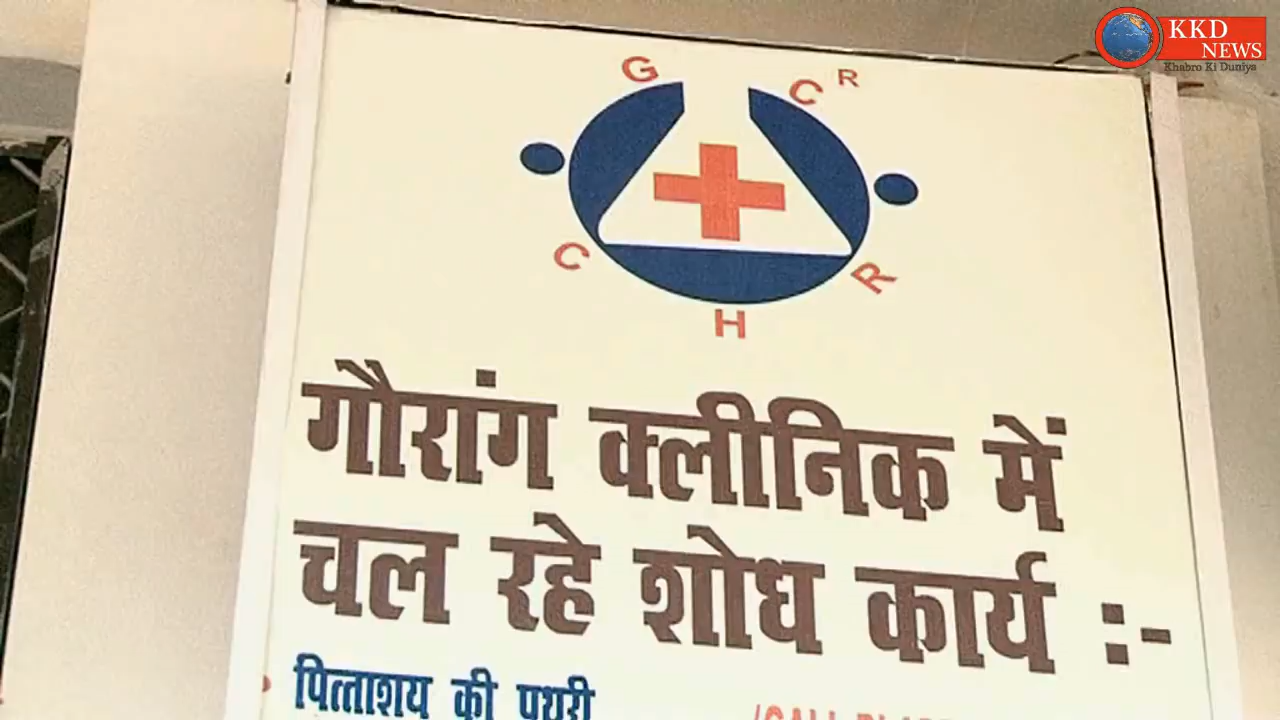 KKD
NEWS
Khabro Ki Duniya
G C R
C H R
गौरांग क्लीनिक में
चल रहे शोध कार्य :-
पित्ताशय की पथरी